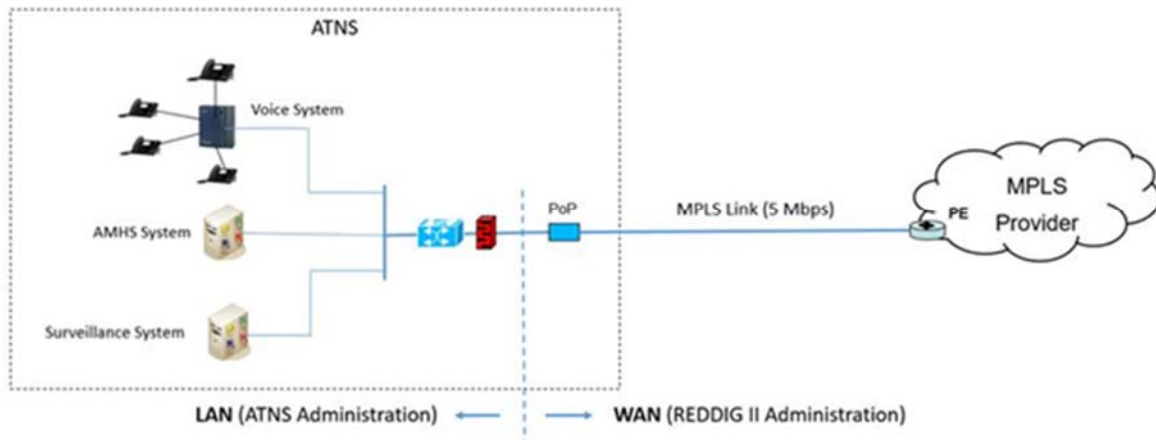 ATNS
Voice System
AMHS System
Surveillance System
PoP
MPLS Link (5 Mbps)
PE
MPLS
Provider
LAN (ATNS Administration)
WAN (REDDIG II Administration)